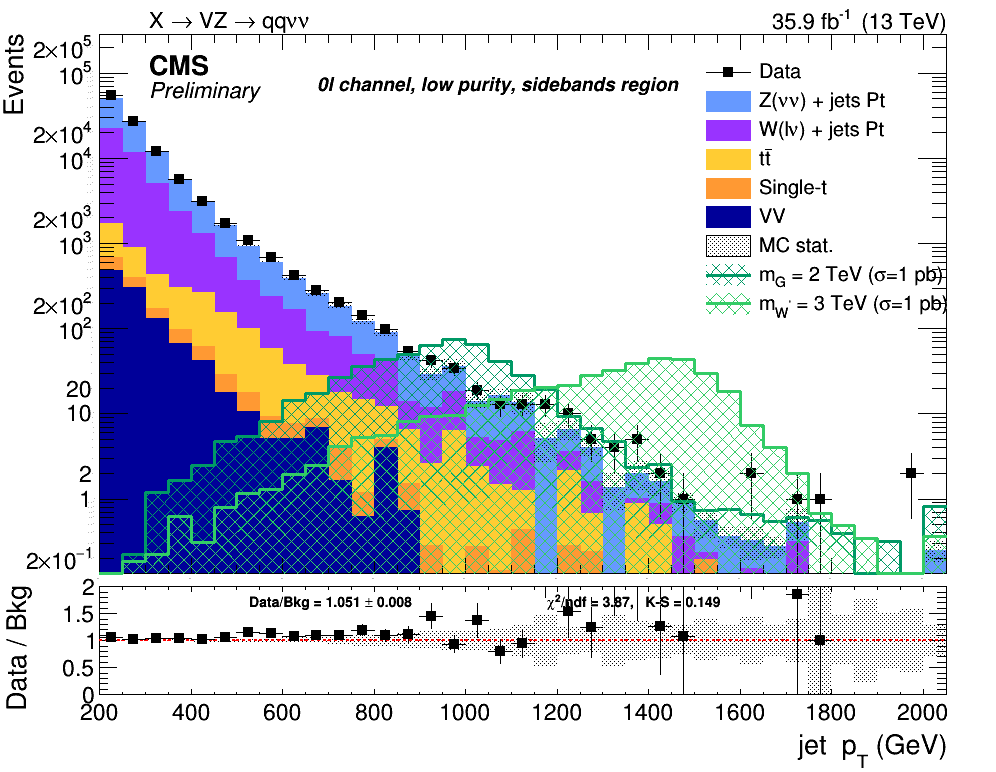 X → VZ → qqνν
35.9 fb⁻¹ (13 TeV)
Events
CMS
Preliminary
0l channel, low purity, sidebands region
Data
Z(νν) + jets Pt
W(lν) + jets Pt
tt̄
Single-t
VV
MC stat.
m_G = 2 TeV (σ=1 pb)
m_W' = 3 TeV (σ=1 pb)
2×10⁵
10⁵
2×10⁴
10⁴
2×10³
10³
2×10²
10²
20
10
2
1
2×10⁻¹
Data / Bkg
2
1.5
1
0.5
0
Data/Bkg = 1.051 ± 0.008
χ²/ndf = 3.87, K-S = 0.149
200 400 600 800 1000 1200 1400 1600 1800 2000
jet p_T (GeV)